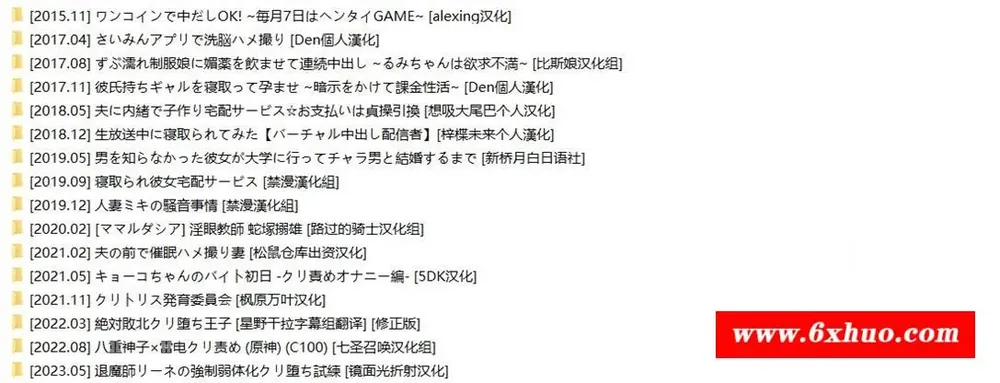 [2015.11] ワンコインで中だしOK! ~毎月7日はヘンタイGAME~ [alexing汉化]
[2017.04] さいみんアプリで洗脳ハメ撮り [Den個人漢化]
[2017.08] ずぶ濡れ制服娘に媚薬を飲ませて連続中出し ~るみちゃんは欲求不満~ [比斯娘汉化组]
[2017.11] 彼氏持ちギャルを寝取って孕ませ ~暗示をかけて課金性活~ [Den個人漢化]
[2018.05] 夫に内緒で子作り宅配サービス☆お支払いは貞操引換 [想吸大尾巴个人汉化]
[2018.12] 生放送中に寝取られてみた【バーチャル中出し配信者】[梓楪未来个人漢化]
[2019.05] 男を知らなかった彼女が大学に行ってチャラ男と結婚するまで [新桥月白日语社]
[2019.09] 寝取られ彼女宅配サービス [禁漫漢化組]
[2019.12] 人妻ミキの騒音事情 [禁漫漢化組]
[2020.02] [ママルダシア] 淫眼教師 蛇塚搦雄 [路过的骑士汉化组]
[2021.02] 夫の前で催眠ハメ撮り妻 [松鼠仓库出资汉化]
[2021.05] キョーコちゃんのバイト初日 -クリ責めオナニー編- [5DK汉化]
[2021.11] クリトリス発育委員会 [枫原万叶汉化]
[2022.03] 絶対敗北クリ堕ち王子 [星野干拉字幕组翻译] [修正版]
[2022.08] 八重神子×雷电クリ責め (原神) (C100) [七圣召唤汉化组]
[2023.05] 退魔師リーネの強制弱体化クリ堕ち試練 [镜面光折射汉化]
www.6xhuo.com